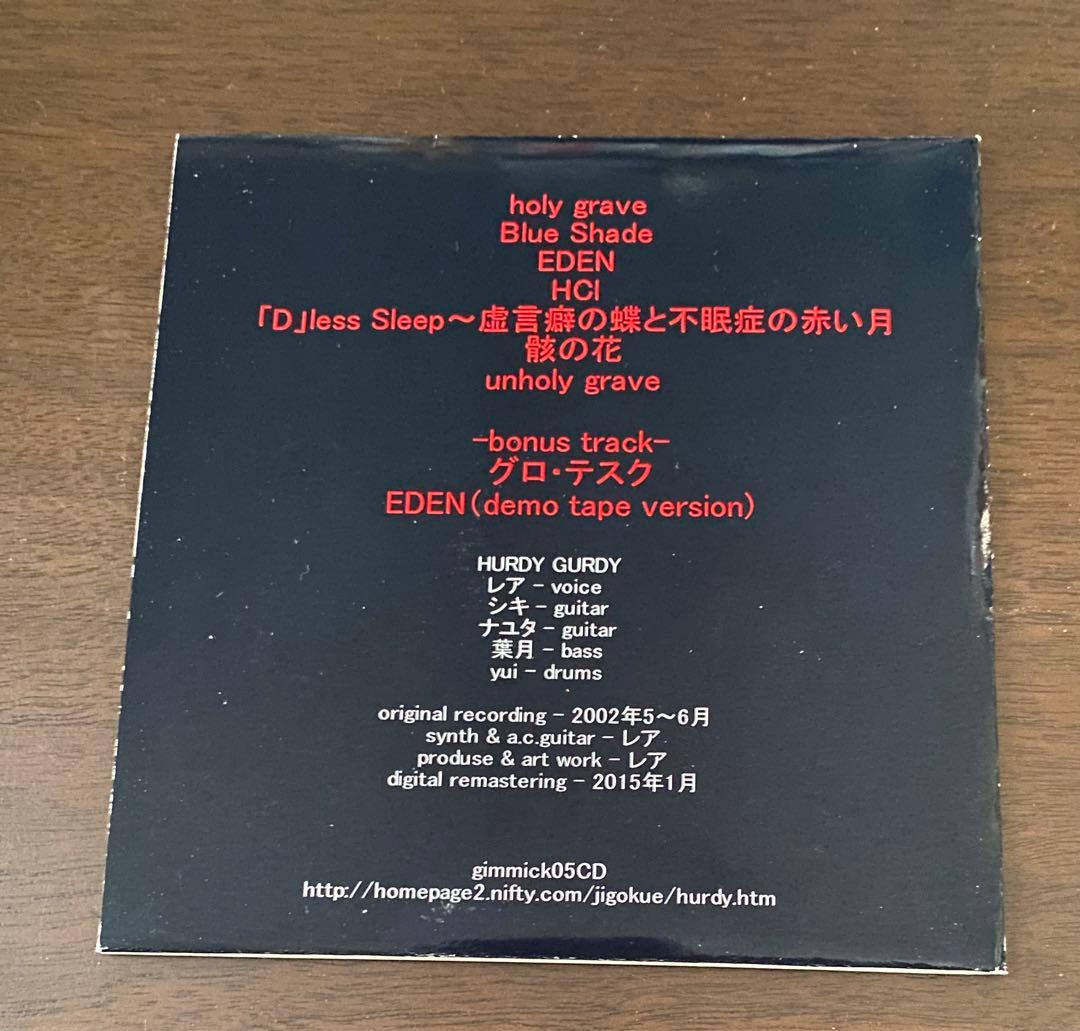 holy grave
Blue Shade
EDEN
HCl
「D」less Sleep～虚言癖の蝶と不眠症の赤い月
骸の花
unholy grave
-bonus track-
グロ・テスク
EDEN(demo tape version)
HURDY GURDY
レア - voice
シキ - guitar
ナユタ - guitar
葉月 - bass
yui - drums
original recording - 2002年5～6月
synth & a.c.guitar - レア
produse & art work - レア
digital remastering - 2015年1月
gimmick05CD
http://homepage2.nifty.com/jigokue/hurdy.htm